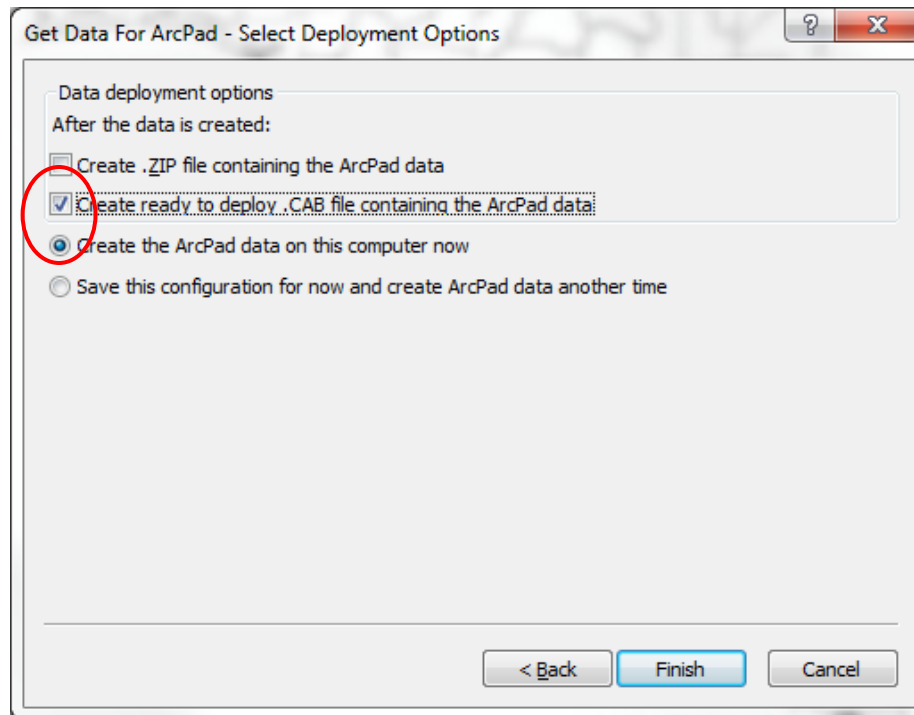 Get Data For ArcPad - Select Deployment Options
Data deployment options
After the data is created:
Create .ZIP file containing the ArcPad data
Create ready to deploy .CAB file containing the ArcPad data
Create the ArcPad data on this computer now
Save this configuration for now and create ArcPad data another time
< Back Finish Cancel